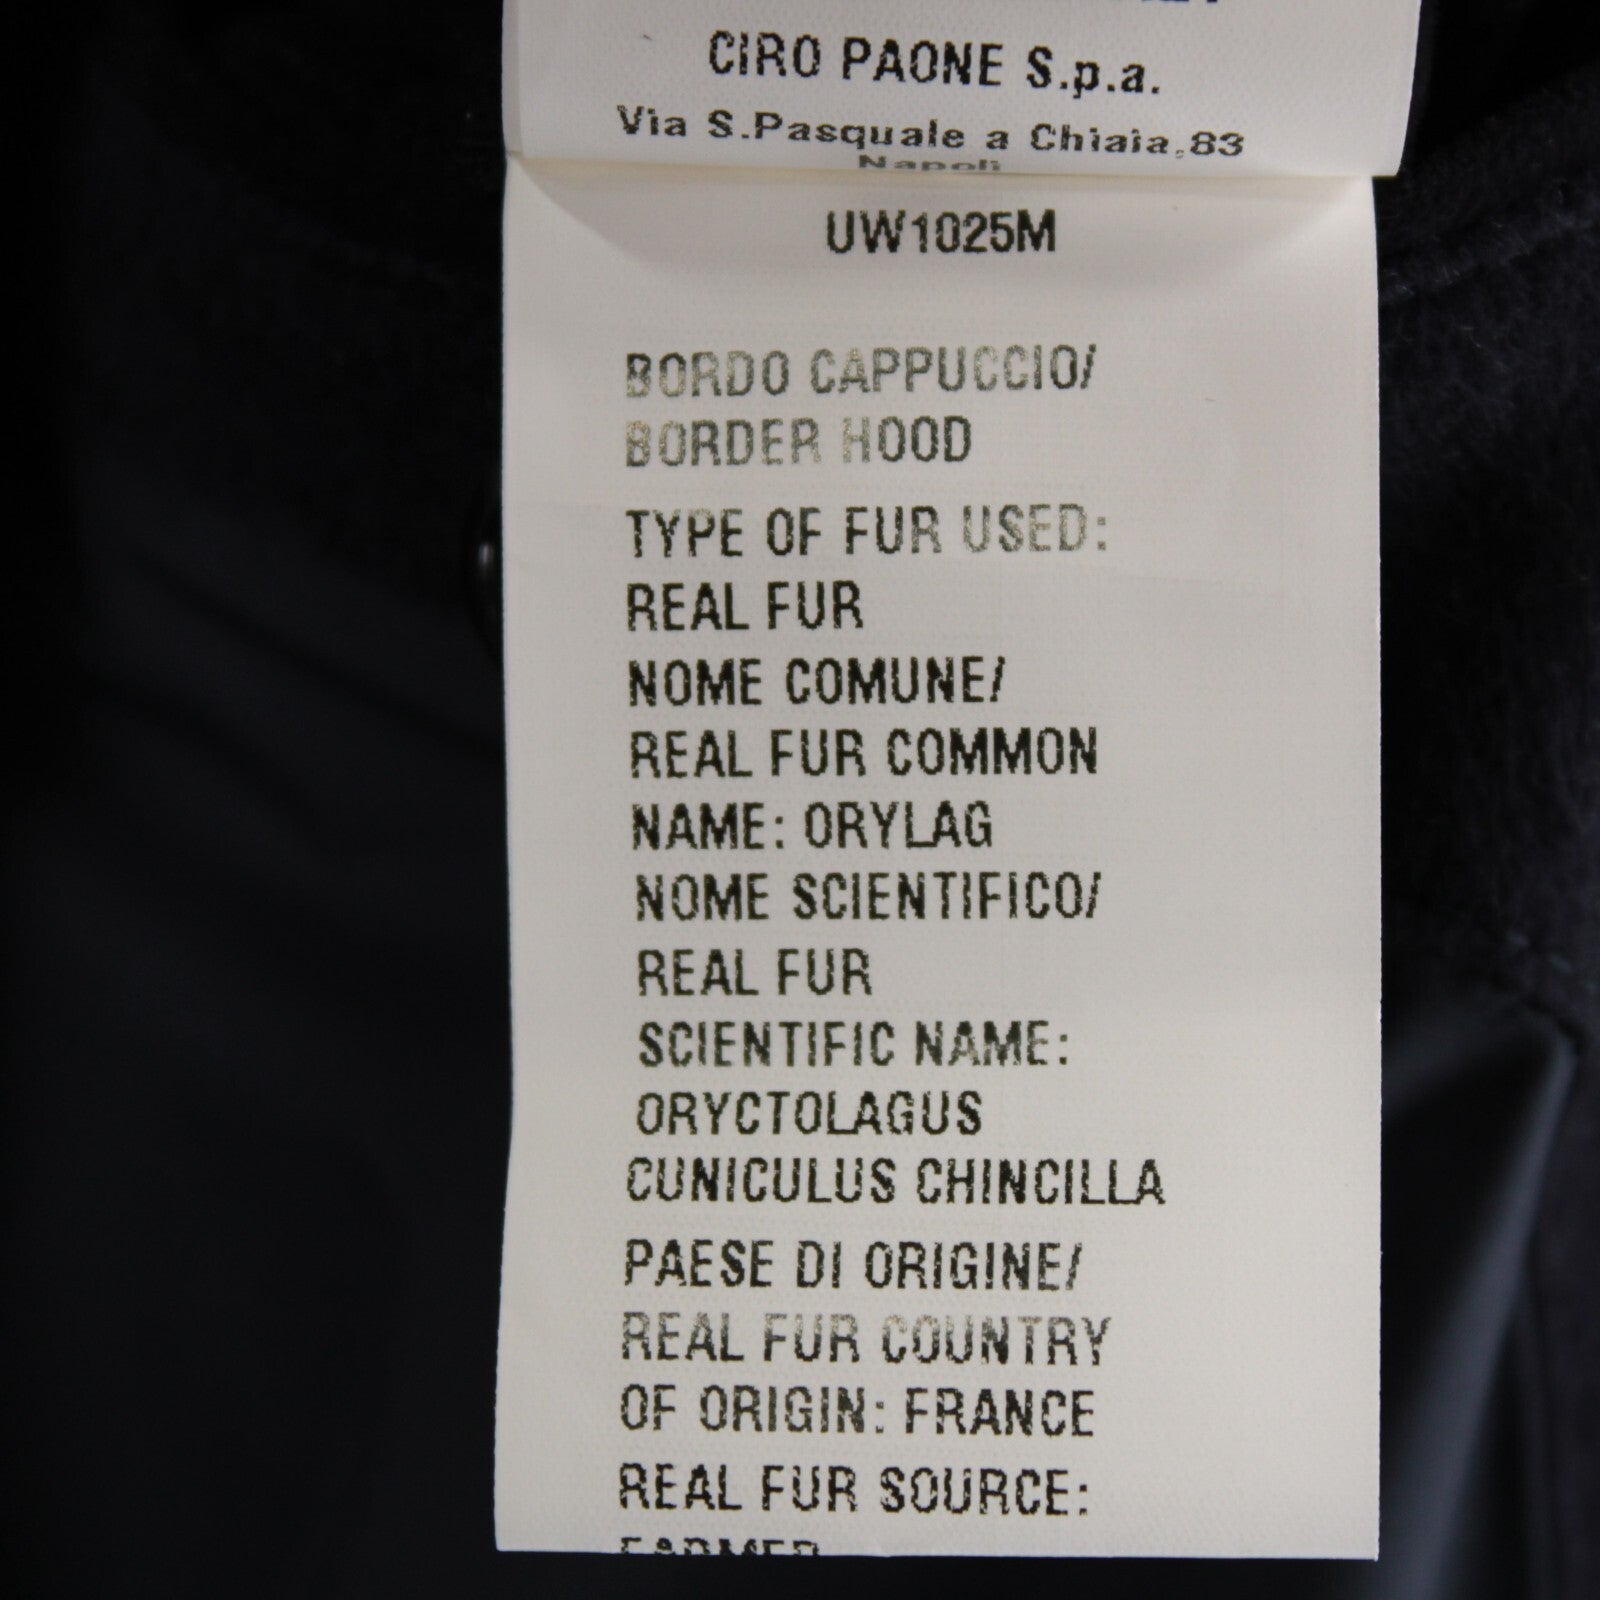 CIRO PAONE S.p.a.
Via S.Pasquale a Chiaia,83
Napoli
UW1025M
BORDO CAPPUCCIO/
BORDER HOOD
TYPE OF FUR USED:
REAL FUR
NOME COMUNE/
REAL FUR COMMON
NAME: ORYLAG
NOME SCIENTIFICO/
REAL FUR
SCIENTIFIC NAME:
ORYCTOLAGUS
CUNICULUS CHINCILLA
PAESE DI ORIGINE/
REAL FUR COUNTRY
OF ORIGIN: FRANCE
REAL FUR SOURCE: